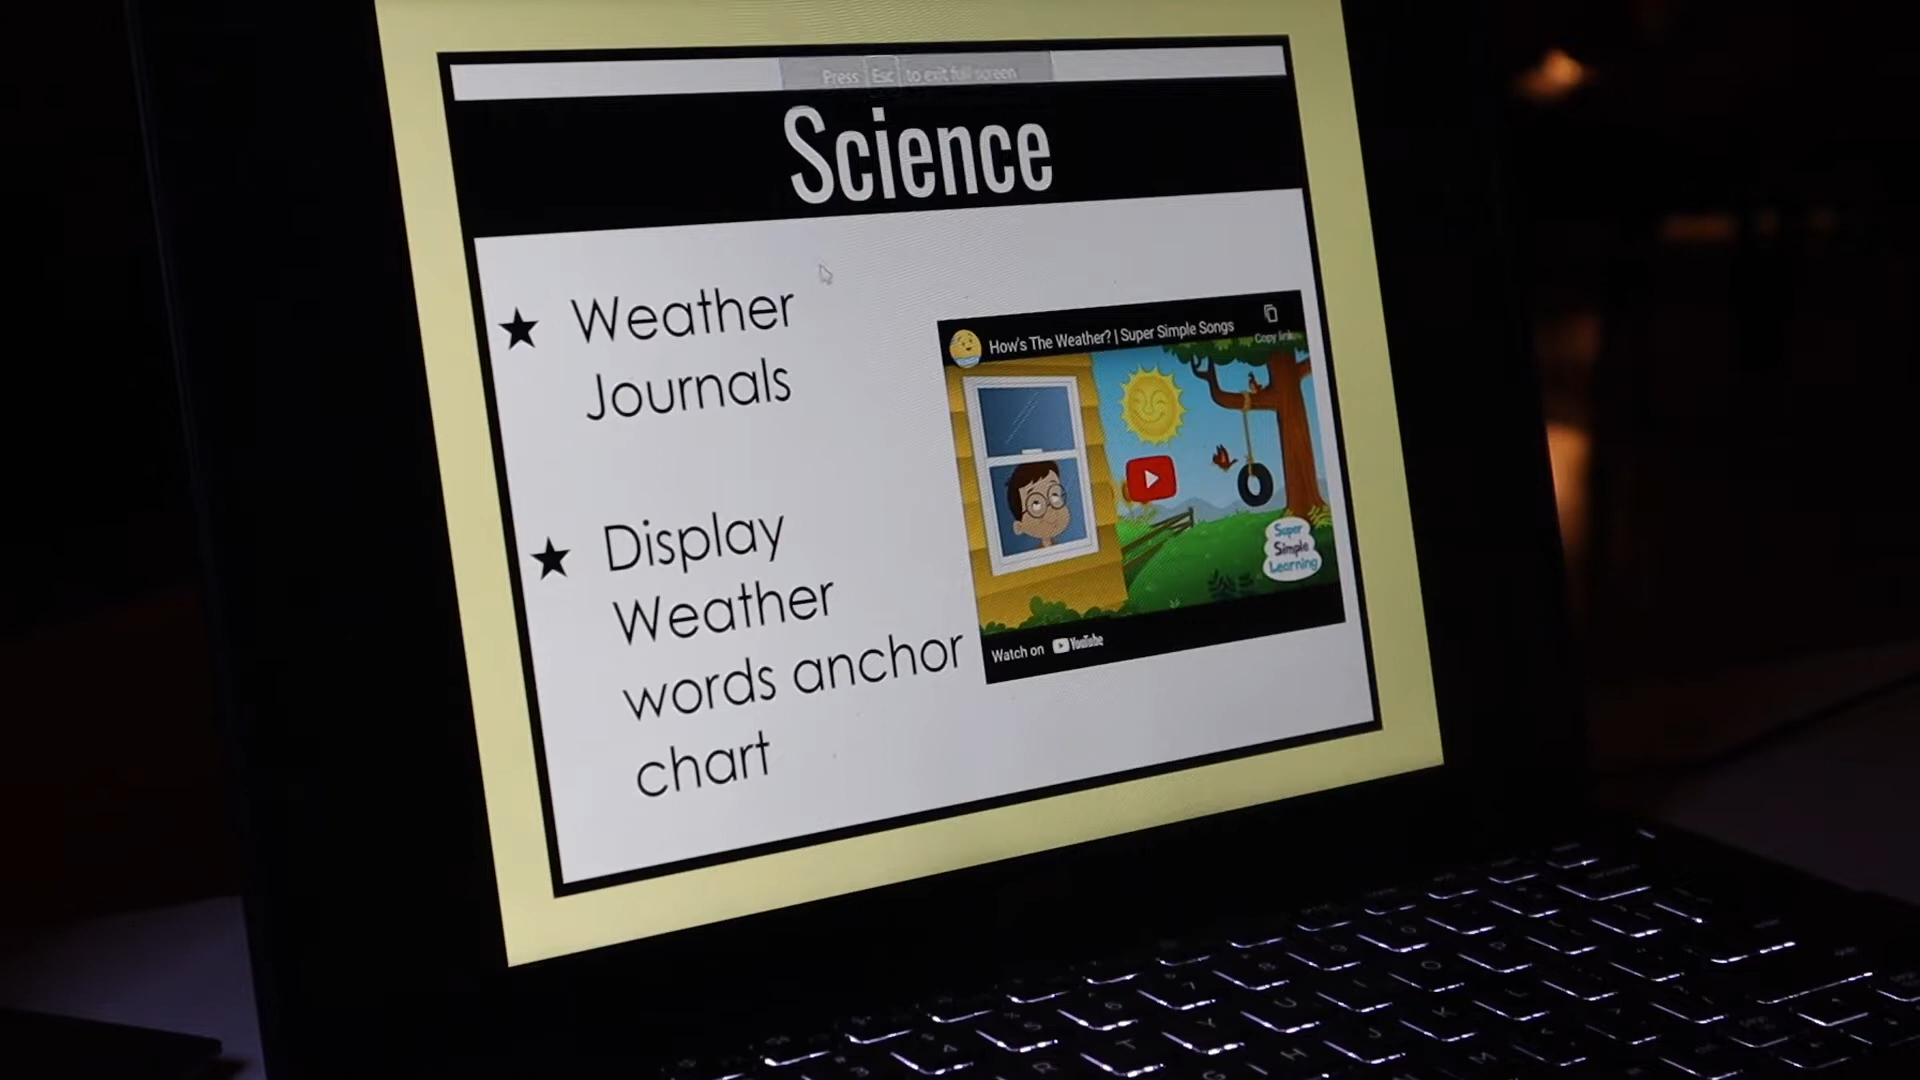 Press Esc to exit full screen
Science
★ Weather
Journals
★ Display
Weather
words anchor
chart
How's The Weather? | Super Simple Songs
Copy link
Super
Simple
Learning
Watch on YouTube